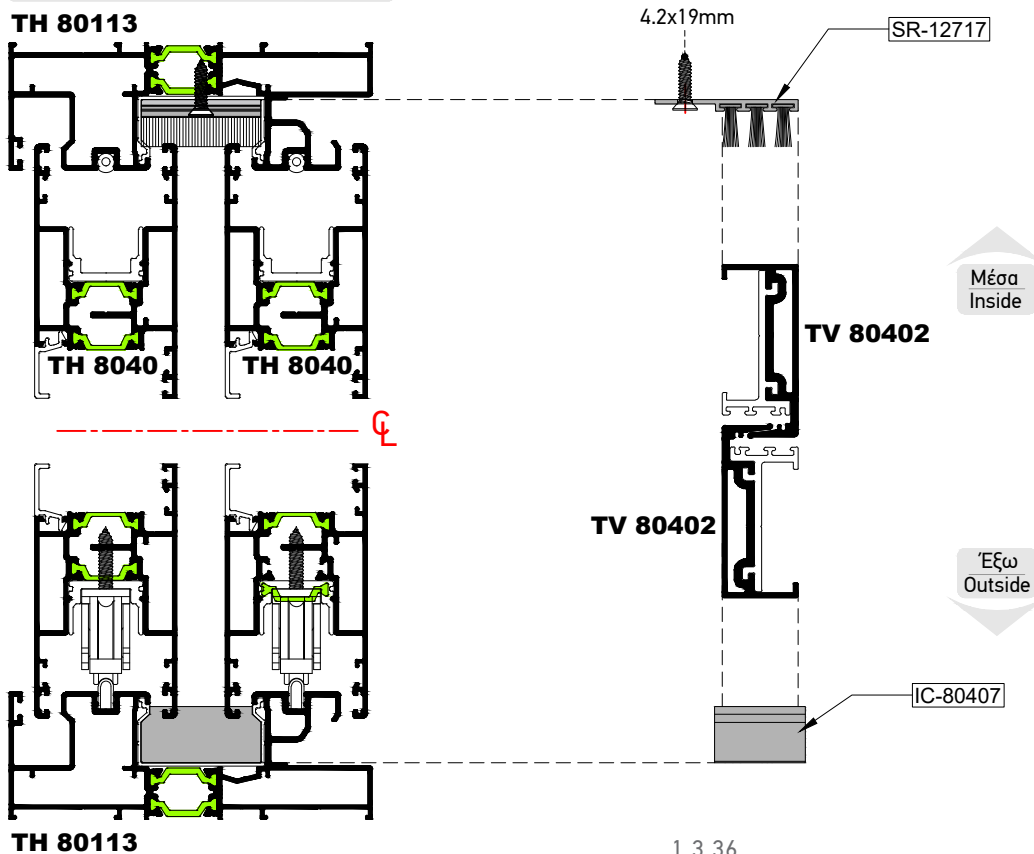 TH 80113
4.2x19mm
SR-12717
Μέσα
Inside
TV 80402
TH 8040
TH 8040
℄
TV 80402
Έξω
Outside
IC-80407
TH 80113
1.3.36